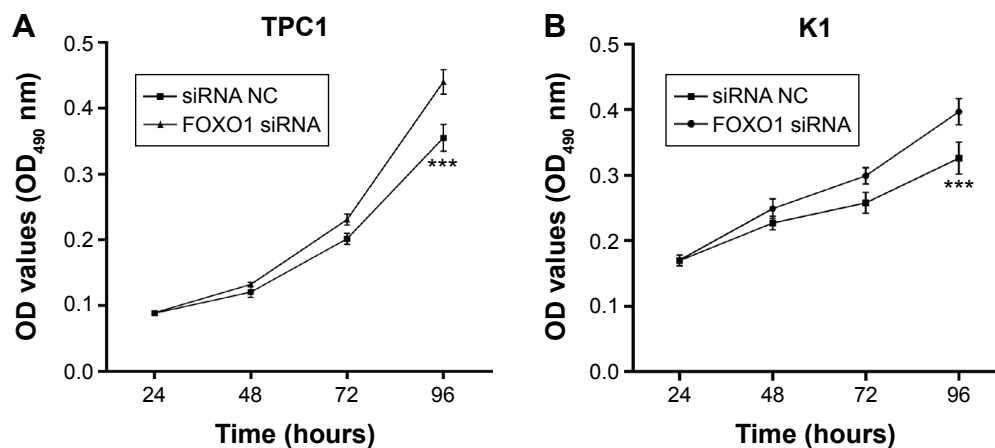 A
TPC1
OD values (OD490 nm)
0.5
0.4
0.3
0.2
0.1
0.0
siRNA NC
FOXO1 siRNA
***
24 48 72 96
Time (hours)
B
K1
OD values (OD490 nm)
0.5
0.4
0.3
0.2
0.1
0.0
siRNA NC
FOXO1 siRNA
***
24 48 72 96
Time (hours)